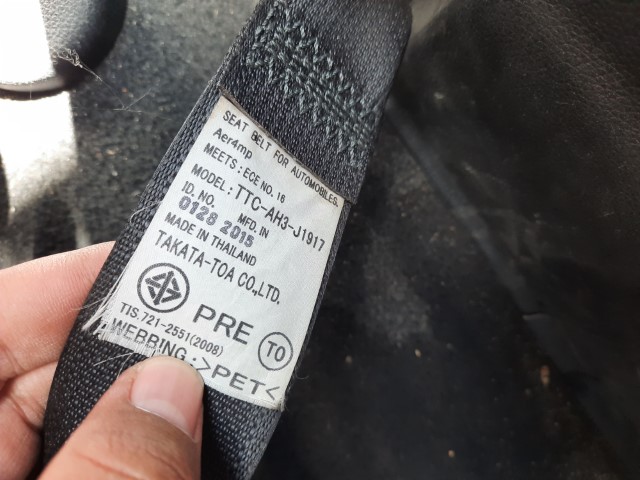 SEAT BELT FOR AUTOMOBILES.
Aer4mp
MEETS: ECE NO. 16
MODEL: TTC-AH3-J1917
ID. NO. MFD. IN
0128 2015
MADE IN THAILAND
TAKATA-TOA CO.,LTD.
PRE TO
TIS.721-2551(2008)
WEBBING: >PET<